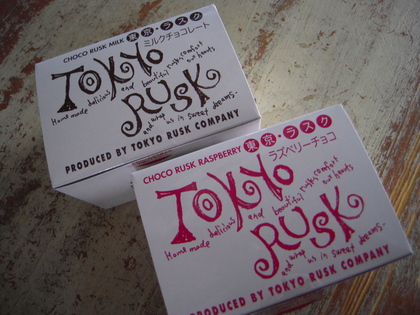 CHOCO RUSK MILK 東京・ラスク
ミルクチョコレート
TOKYO
Home made delicious and beautiful rusks comfort our hearts
RUSK
and wrap us in sweet dreams.
PRODUCED BY TOKYO RUSK COMPANY
CHOCO RUSK RASPBERRY 東京・ラスク
ラズベリーチョコ
TOKYO
Home made delicious and beautiful rusks comfort our hearts
RUSK
and wrap us in sweet dreams.
PRODUCED BY TOKYO RUSK COMPANY